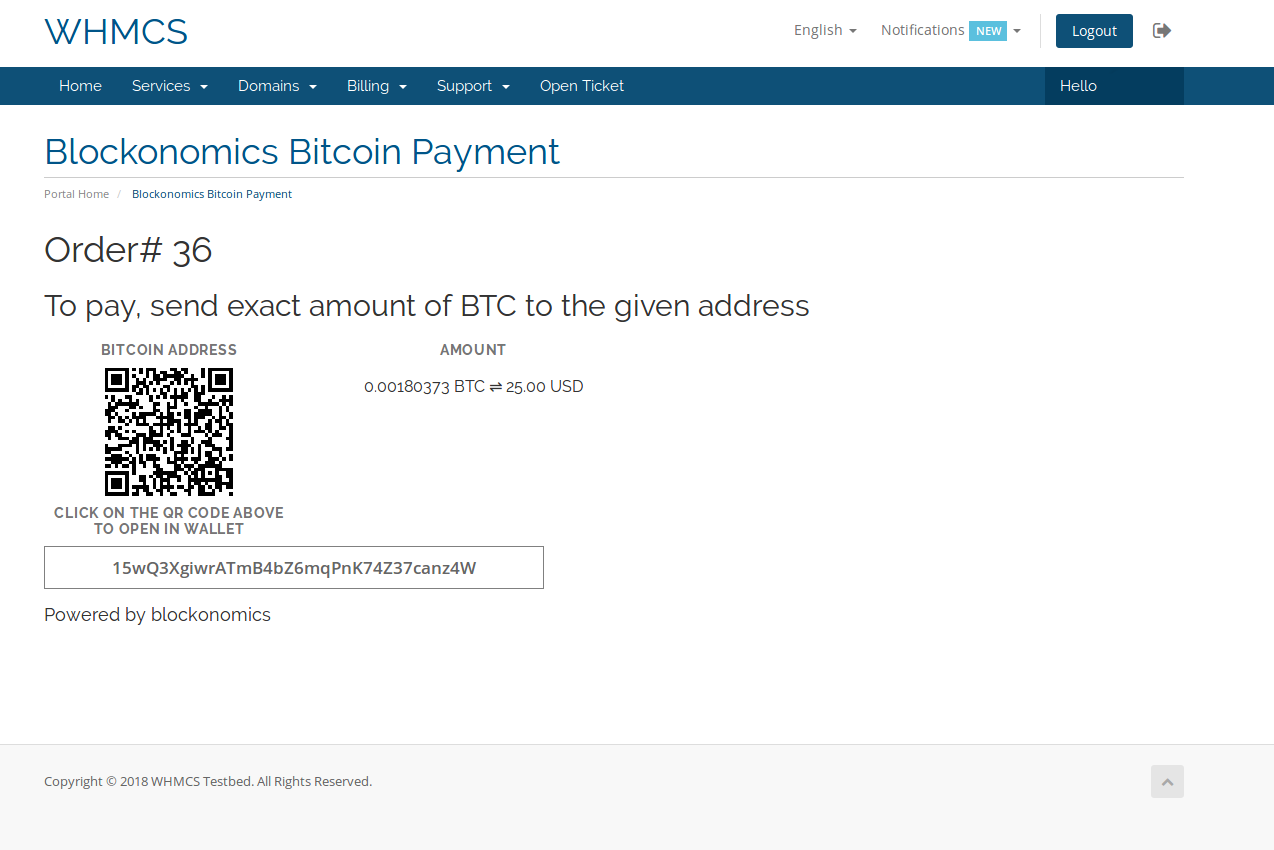 WHMCS
English
Notifications NEW
Logout
Home Services Domains Billing Support Open Ticket Hello
Blockonomics Bitcoin Payment
Portal Home / Blockonomics Bitcoin Payment
Order# 36
To pay, send exact amount of BTC to the given address
BITCOIN ADDRESS
AMOUNT
0.00180373 BTC ⇌ 25.00 USD
CLICK ON THE QR CODE ABOVE
TO OPEN IN WALLET
15wQ3XgiwrATmB4bZ6mqPnK74Z37canz4W
Powered by blockonomics
Copyright © 2018 WHMCS Testbed. All Rights Reserved.